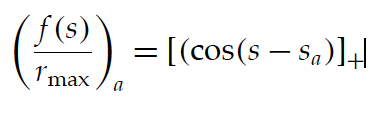 (f(s)/r_max)_a = [(cos(s − s_a)]_+|